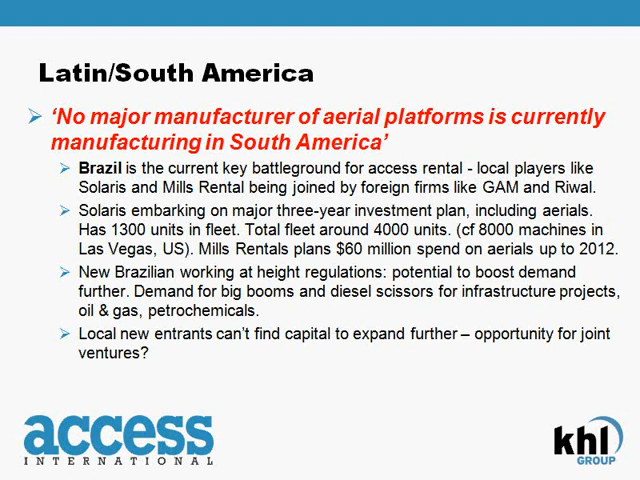 Latin/South America
‘No major manufacturer of aerial platforms is currently
manufacturing in South America’
Brazil is the current key battleground for access rental - local players like
Solaris and Mills Rental being joined by foreign firms like GAM and Riwal.
Solaris embarking on major three-year investment plan, including aerials.
Has 1300 units in fleet. Total fleet around 4000 units. (cf 8000 machines in
Las Vegas, US). Mills Rentals plans $60 million spend on aerials up to 2012.
New Brazilian working at height regulations: potential to boost demand
further. Demand for big booms and diesel scissors for infrastructure projects,
oil & gas, petrochemicals.
Local new entrants can’t find capital to expand further – opportunity for joint
ventures?
access
INTERNATIONAL
khl
GROUP